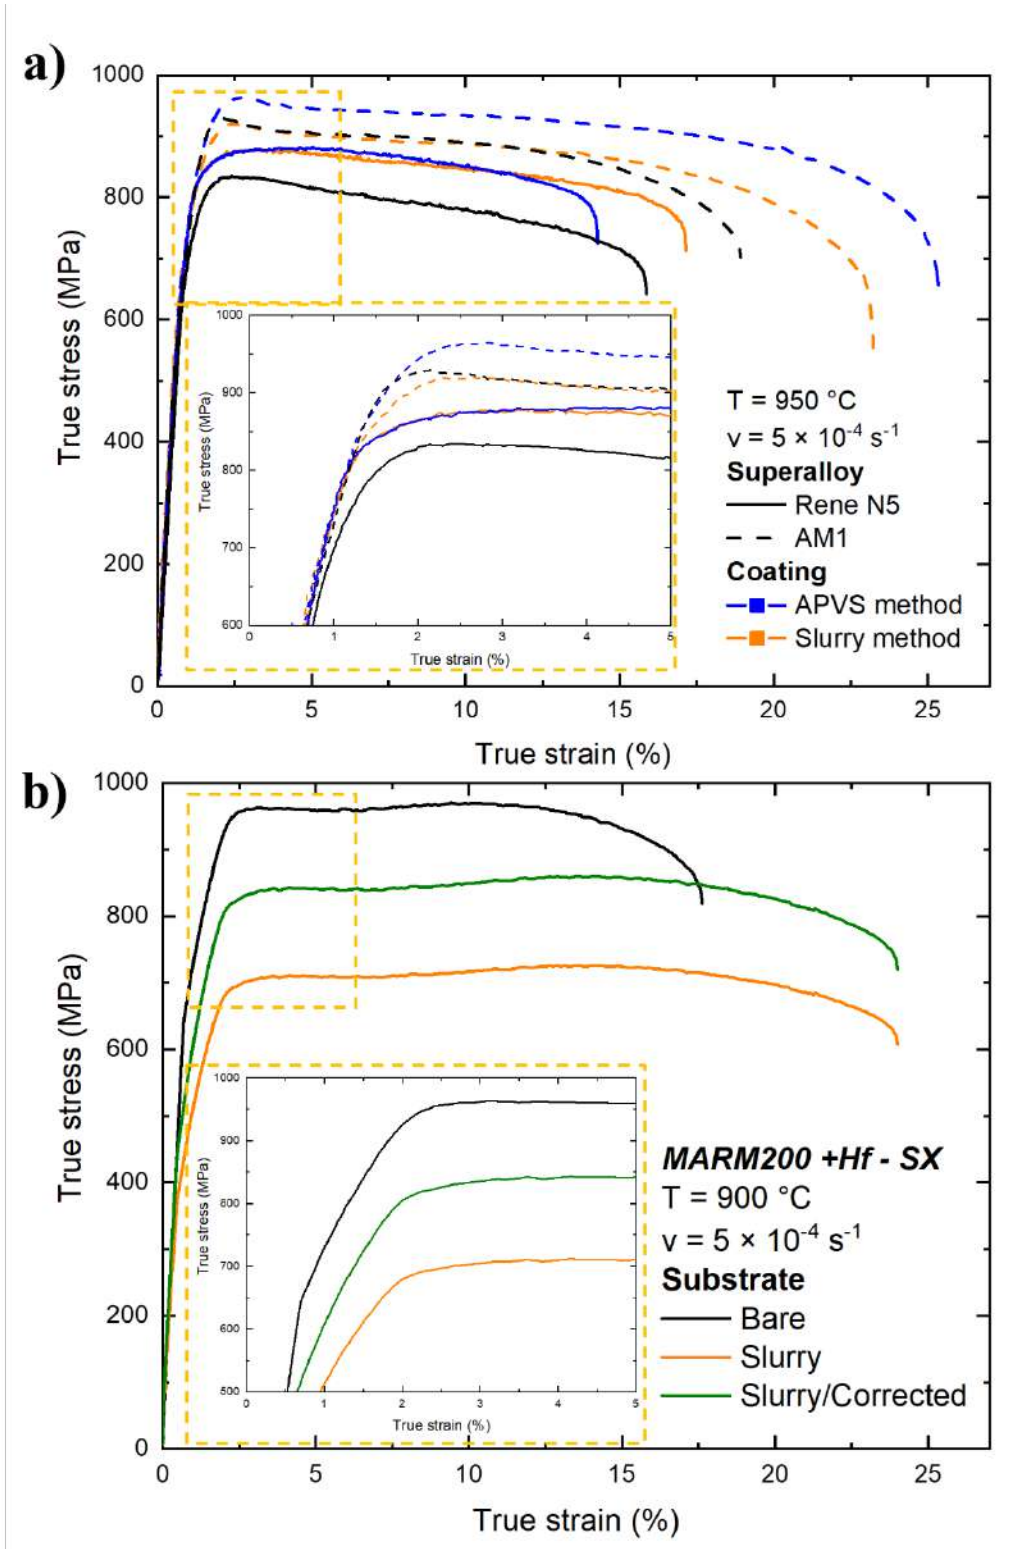 a)
1000
800
600
400
200
0
True stress (MPa)
1000
900
800
700
600
True stress (MPa)
0 1 2 3 4 5
True strain (%)
T = 950 °C
v = 5 × 10⁻⁴ s⁻¹
Superalloy
Rene N5
AM1
Coating
APVS method
Slurry method
0 5 10 15 20 25
True strain (%)
b)
1000
800
600
400
200
0
True stress (MPa)
1000
900
800
700
600
500
True stress (MPa)
0 1 2 3 4 5
True strain (%)
MARM200 +Hf - SX
T = 900 °C
v = 5 × 10⁻⁴ s⁻¹
Substrate
Bare
Slurry
Slurry/Corrected
0 5 10 15 20 25
True strain (%)